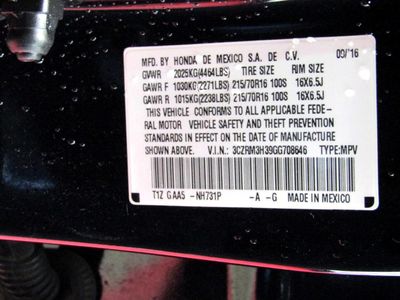 MFD. BY HONDA DE MEXICO S.A. DE C.V. 09/16
GVWR 2025KG(4464LBS) TIRE SIZE RIM SIZE
GAWR F 1030KG(2271LBS) 215/70R16 100S 16X6.5J
GAWR R 1015KG(2238LBS) 215/70R16 100S 16X6.5J
THIS VEHICLE CONFORMS TO ALL APPLICABLE FEDE-
RAL MOTOR VEHICLE SAFETY AND THEFT PREVENTION
STANDARDS IN EFFECT ON THE DATE OF MANUFACTURE
SHOWN ABOVE. V.I.N.: 3CZRM3H39GG708646 TYPE:MPV
T1Z GAA5 -NH731P -A -G MADE IN MEXICO